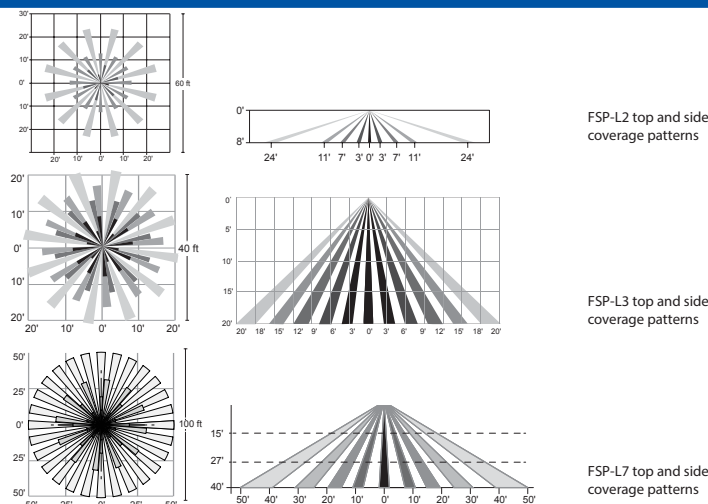 30'
20'
10'
0'
10'
20'
20' 10' 0' 10' 20'
60 ft
0'
8'
24' 11' 7' 3' 0' 3' 7' 11' 24'
FSP-L2 top and side
coverage patterns
20'
10'
0'
10'
20'
20' 10' 0' 10' 20'
40 ft
0'
5'
10'
15'
20'
20' 18' 15' 12' 9' 6' 3' 0' 3' 6' 9' 12' 15' 18' 20'
FSP-L3 top and side
coverage patterns
50'
25'
0'
25'
50'
50' 25' 0' 25' 50'
100 ft
15'
27'
40'
50' 40' 30' 20' 10' 0' 10' 20' 30' 40' 50'
FSP-L7 top and side
coverage patterns